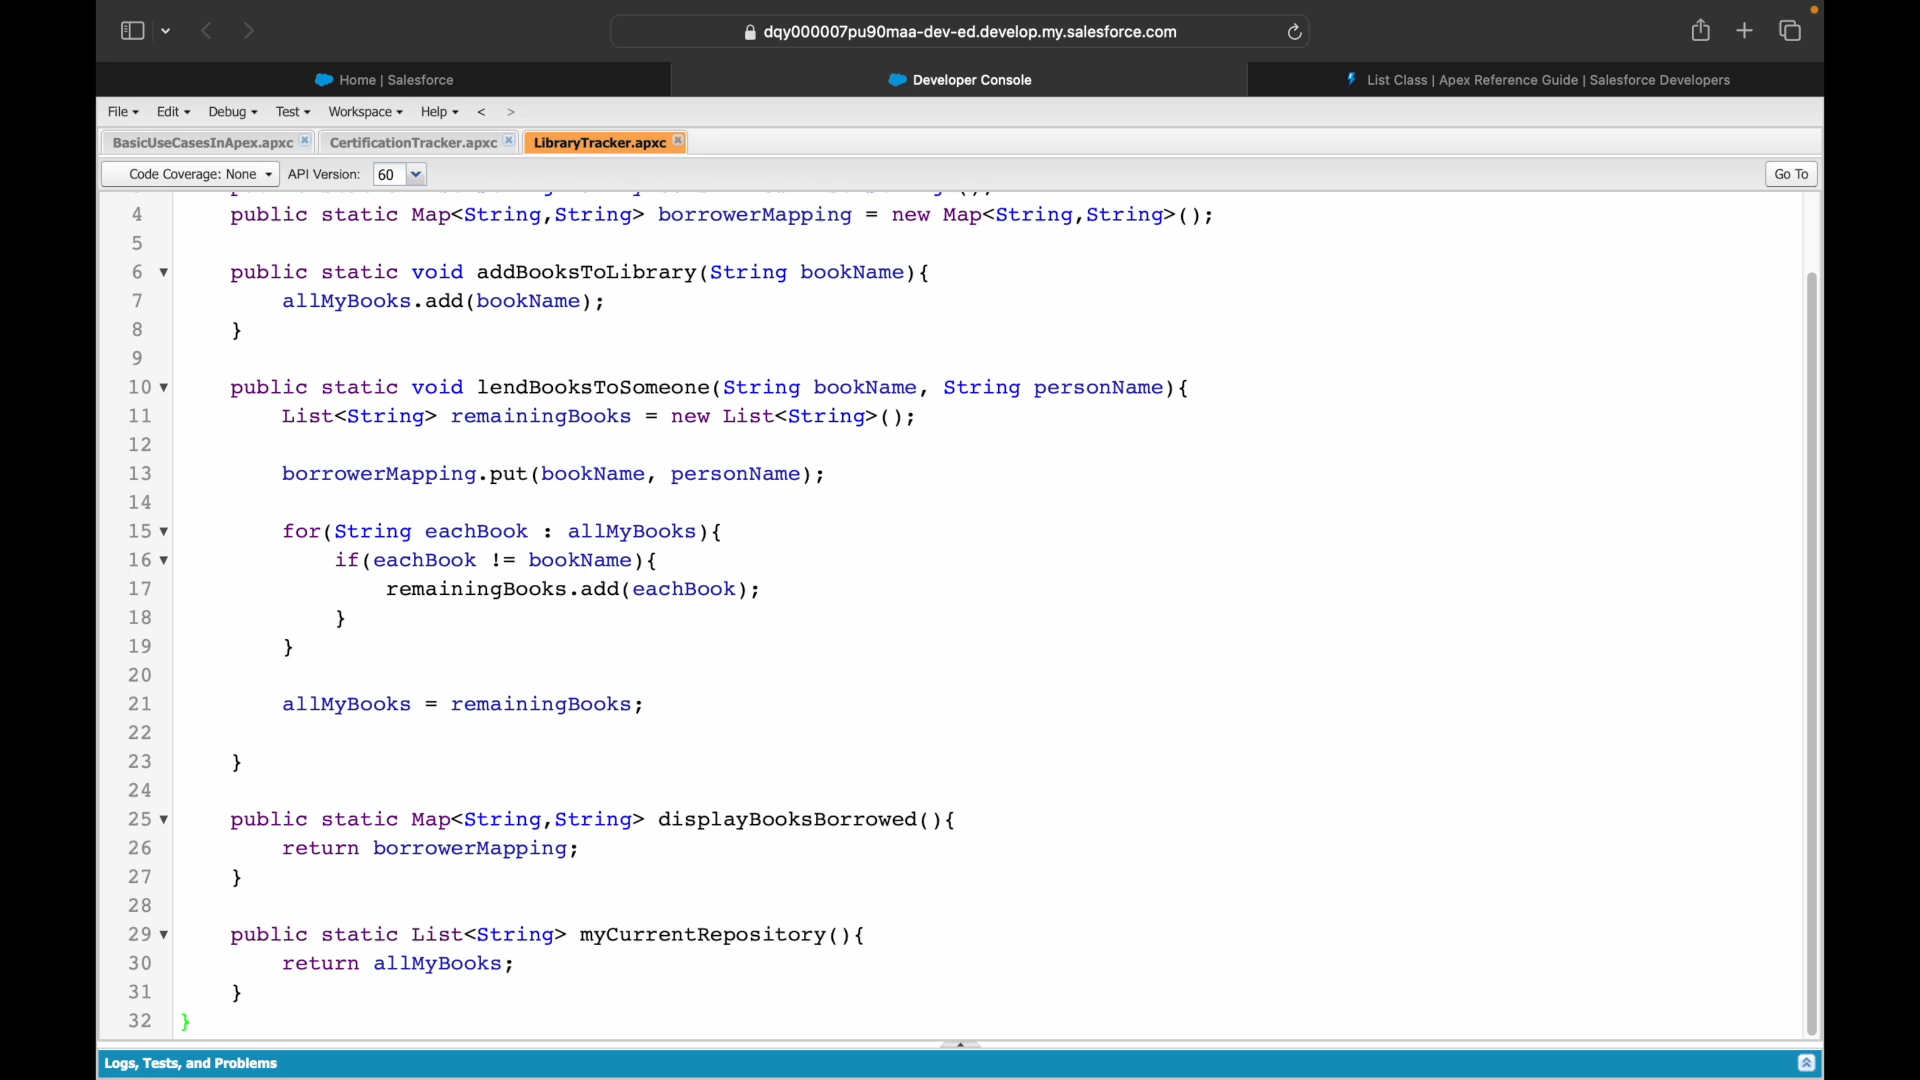 dqy000007pu90maa-dev-ed.develop.my.salesforce.com
Home | Salesforce
Developer Console
List Class | Apex Reference Guide | Salesforce Developers
File Edit Debug Test Workspace Help < >
BasicUseCasesInApex.apxc CertificationTracker.apxc LibraryTracker.apxc
Code Coverage: None API Version: 60 Go To
4 public static Map<String,String> borrowerMapping = new Map<String,String>();
5
6 public static void addBooksToLibrary(String bookName){
7 allMyBooks.add(bookName);
8 }
9
10 public static void lendBooksToSomeone(String bookName, String personName){
11 List<String> remainingBooks = new List<String>();
12
13 borrowerMapping.put(bookName, personName);
14
15 for(String eachBook : allMyBooks){
16 if(eachBook != bookName){
17 remainingBooks.add(eachBook);
18 }
19 }
20
21 allMyBooks = remainingBooks;
22
23 }
24
25 public static Map<String,String> displayBooksBorrowed(){
26 return borrowerMapping;
27 }
28
29 public static List<String> myCurrentRepository(){
30 return allMyBooks;
31 }
32 }
Logs, Tests, and Problems